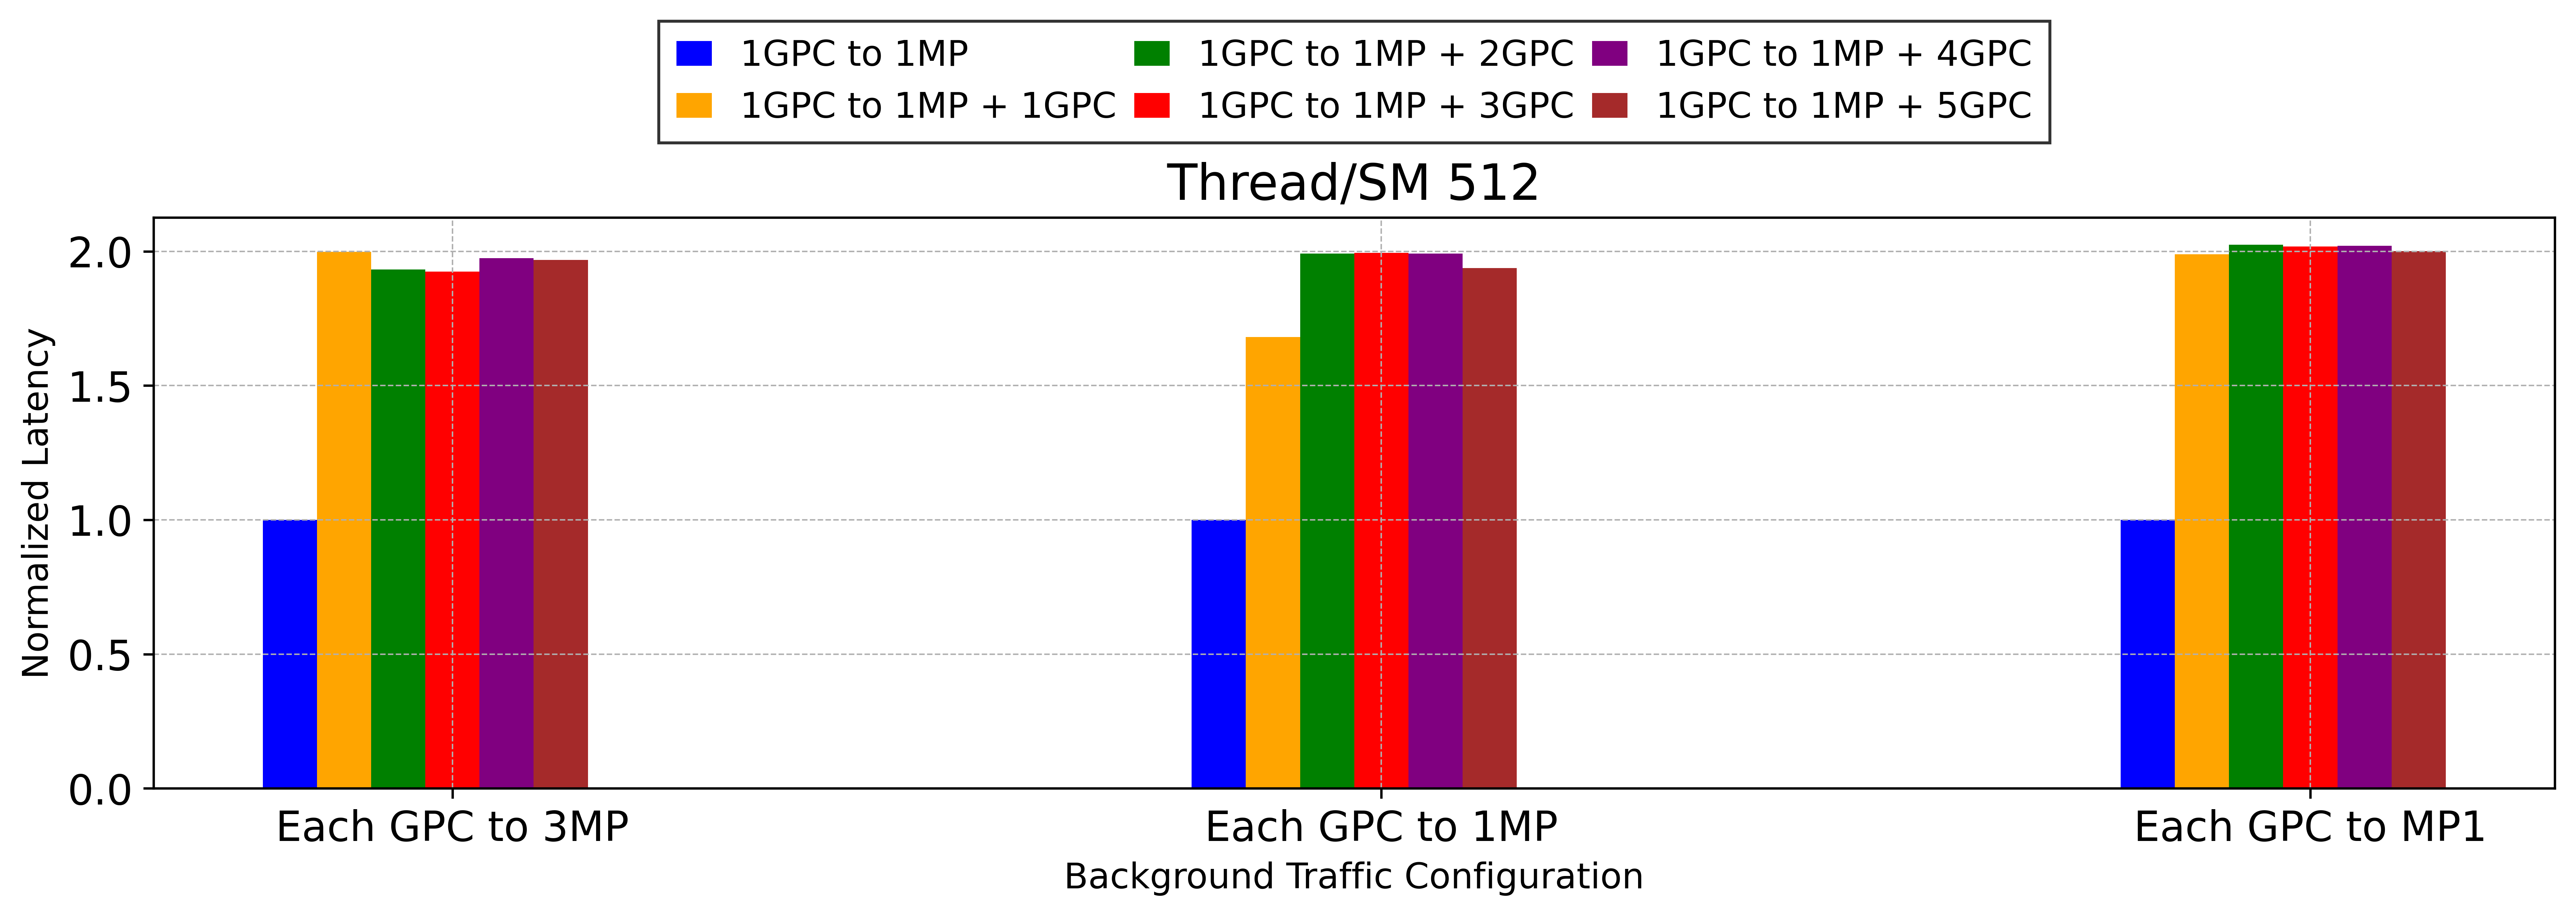 1GPC to 1MP
1GPC to 1MP + 1GPC
1GPC to 1MP + 2GPC
1GPC to 1MP + 3GPC
1GPC to 1MP + 4GPC
1GPC to 1MP + 5GPC
Thread/SM 512
Normalized Latency
2.0
1.5
1.0
0.5
0.0
Each GPC to 3MP
Each GPC to 1MP
Each GPC to MP1
Background Traffic Configuration